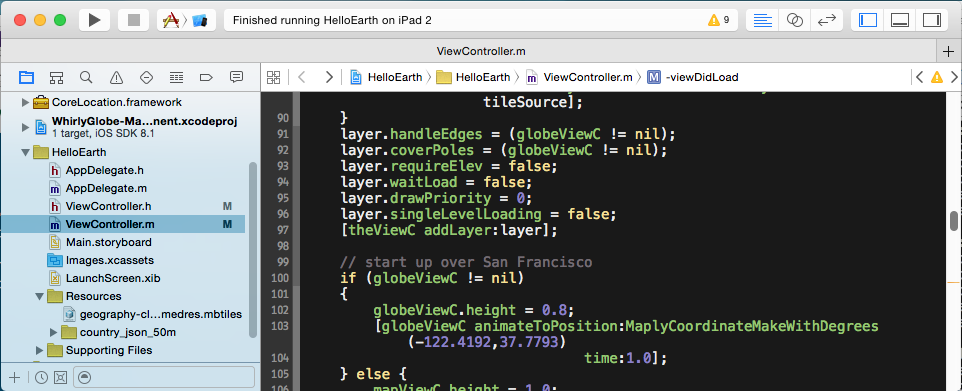 Finished running HelloEarth on iPad 2
9
ViewController.m
HelloEarth
HelloEarth
ViewController.m
M
-viewDidLoad
CoreLocation.framework
WhirlyGlobe-Ma...nent.xcodeproj
1 target, iOS SDK 8.1
HelloEarth
h AppDelegate.h
m AppDelegate.m
h ViewController.h M
m ViewController.m M
Main.storyboard
Images.xcassets
LaunchScreen.xib
Resources
geography-cl...medres.mbtiles
country_json_50m
Supporting Files
tileSource];
90 }
91 layer.handleEdges = (globeViewC != nil);
92 layer.coverPoles = (globeViewC != nil);
93 layer.requireElev = false;
94 layer.waitLoad = false;
95 layer.drawPriority = 0;
96 layer.singleLevelLoading = false;
97 [theViewC addLayer:layer];
98
99 // start up over San Francisco
100 if (globeViewC != nil)
101 {
102 globeViewC.height = 0.8;
103 [globeViewC animateToPosition:MaplyCoordinateMakeWithDegrees
(-122.4192,37.7793)
104 time:1.0];
105 } else {
106 mapViewC.height = 1.0;